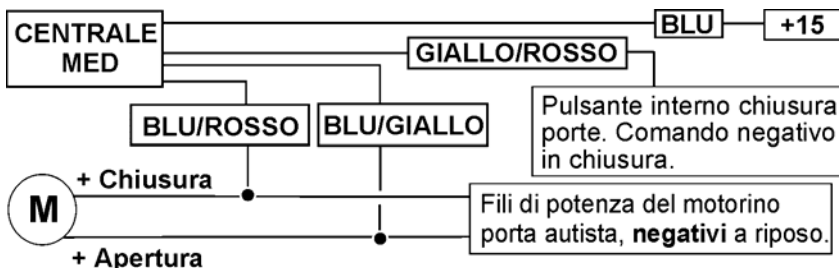 CENTRALE
MED
BLU
+15
GIALLO/ROSSO
Pulsante interno chiusura
porte. Comando negativo
in chiusura.
BLU/ROSSO
BLU/GIALLO
+ Chiusura
M
Fili di potenza del motorino
porta autista, negativi a riposo.
+ Apertura